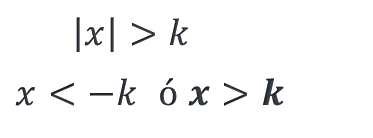 |x| > k
x < −k ó x > k